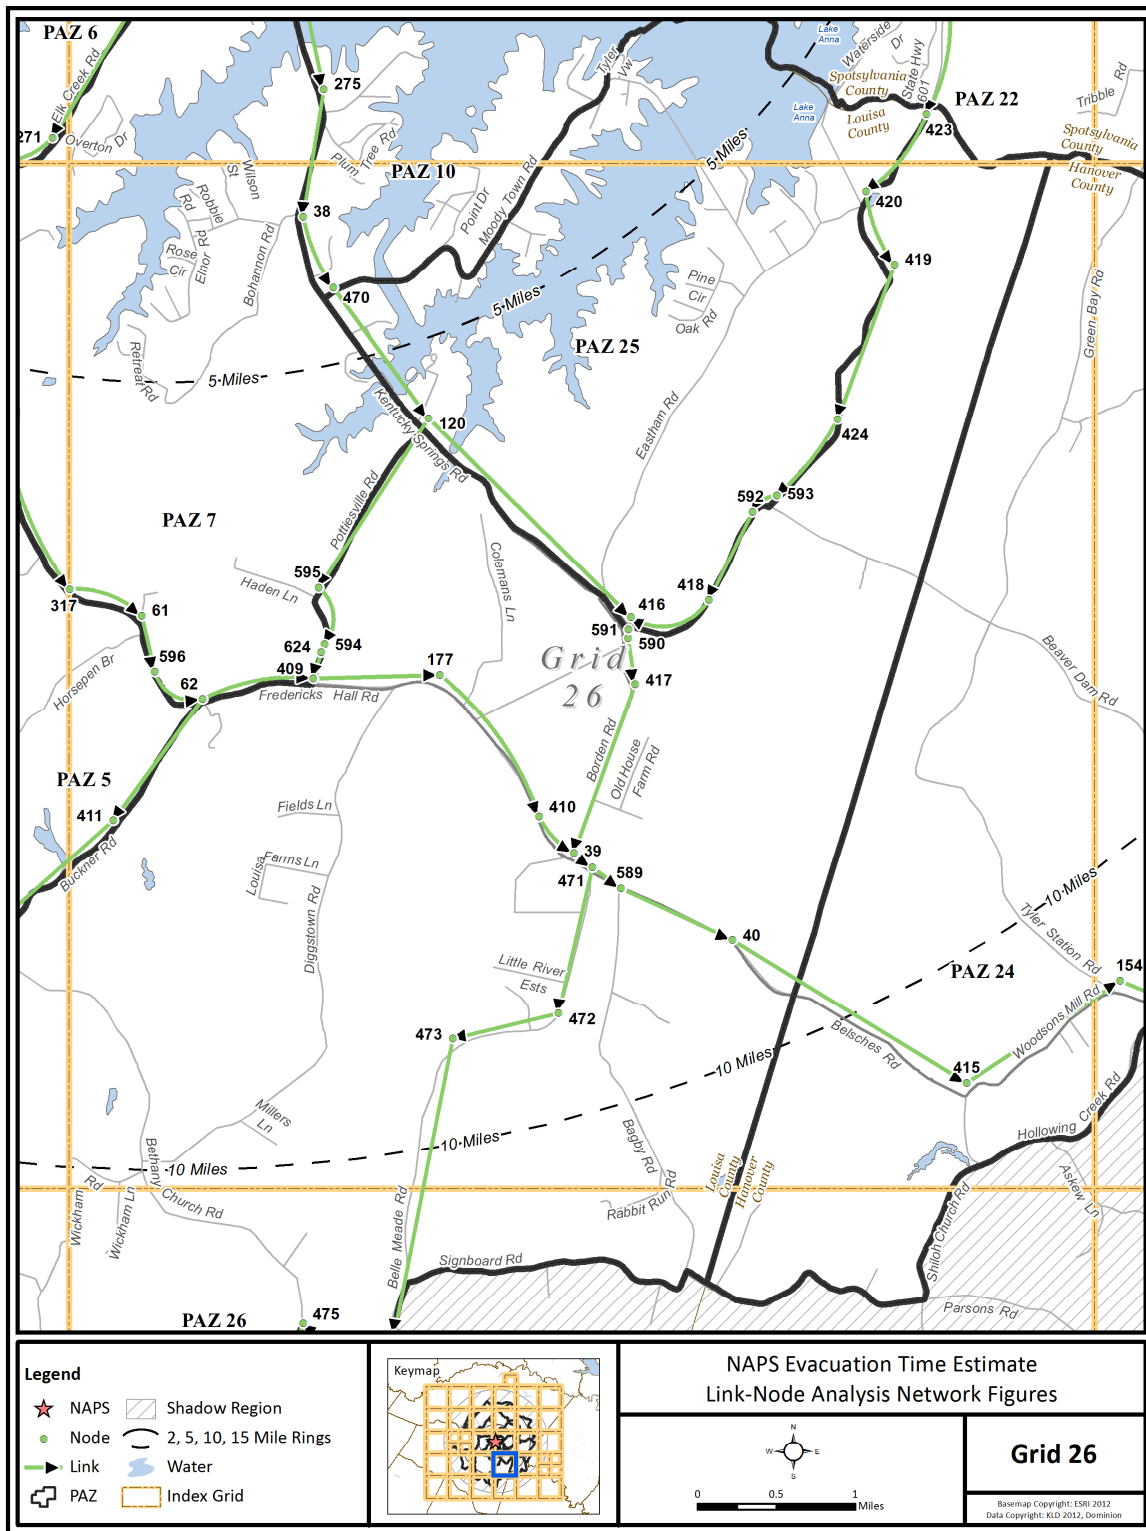 PAZ 6
Elk Creek Rd
271
Overton Dr
275
Plum Tree Rd
PAZ 10
Wilson St
Robbie Rd
Rose Cir
Elnor Rd
Bohannon Rd
Retreat Rd
38
470
Point Dr
Moody Town Rd
Tyler Vw
Lake Anna
Waterside Dr
State Hwy 601
Spotsylvania County
Louisa County
Lake Anna
423
PAZ 22
Tribble Rd
Spotsylvania County
Hanover County
5-Miles
420
419
Pine Cir
Oak Rd
Green Bay Rd
5-Miles
5-Miles
PAZ 25
Kentucky Springs Rd
120
424
Eastham Rd
Pottiesville Rd
592
593
PAZ 7
Colemans Ln
595
Haden Ln
418
416
591
590
317
61
596
624
594
409
177
Grid 26
417
Horsepen Br
62
Fredericks Hall Rd
Beaver Dam Rd
Borden Rd
Old House Farm Rd
PAZ 5
411
Fields Ln
410
Buckner Rd
Louisa Farms Ln
39
471
589
10-Miles
Diggstown Rd
40
Tyler Station Rd
154
PAZ 24
Little River Ests
472
473
Belsches Rd
Woodsons Mill Rd
415
10 Miles
Millers Ln
10-Miles
10 Miles
Bagby Rd
Hollowing Creek Rd
Askew Ln
Louisa County
Hanover County
Wickham Rd
Wickham Ln
Bethany Church Rd
Rabbit Run Rd
Belle Meade Rd
Signboard Rd
Shiloh Church Rd
Parsons Rd
PAZ 26
475
Legend
NAPS
Shadow Region
Node
2, 5, 10, 15 Mile Rings
Link
Water
PAZ
Index Grid
Keymap
NAPS Evacuation Time Estimate
Link-Node Analysis Network Figures
N
W
E
S
0
0.5
1
Miles
Grid 26
Basemap Copyright: ESRI 2012
Data Copyright: KLD 2012, Dominion